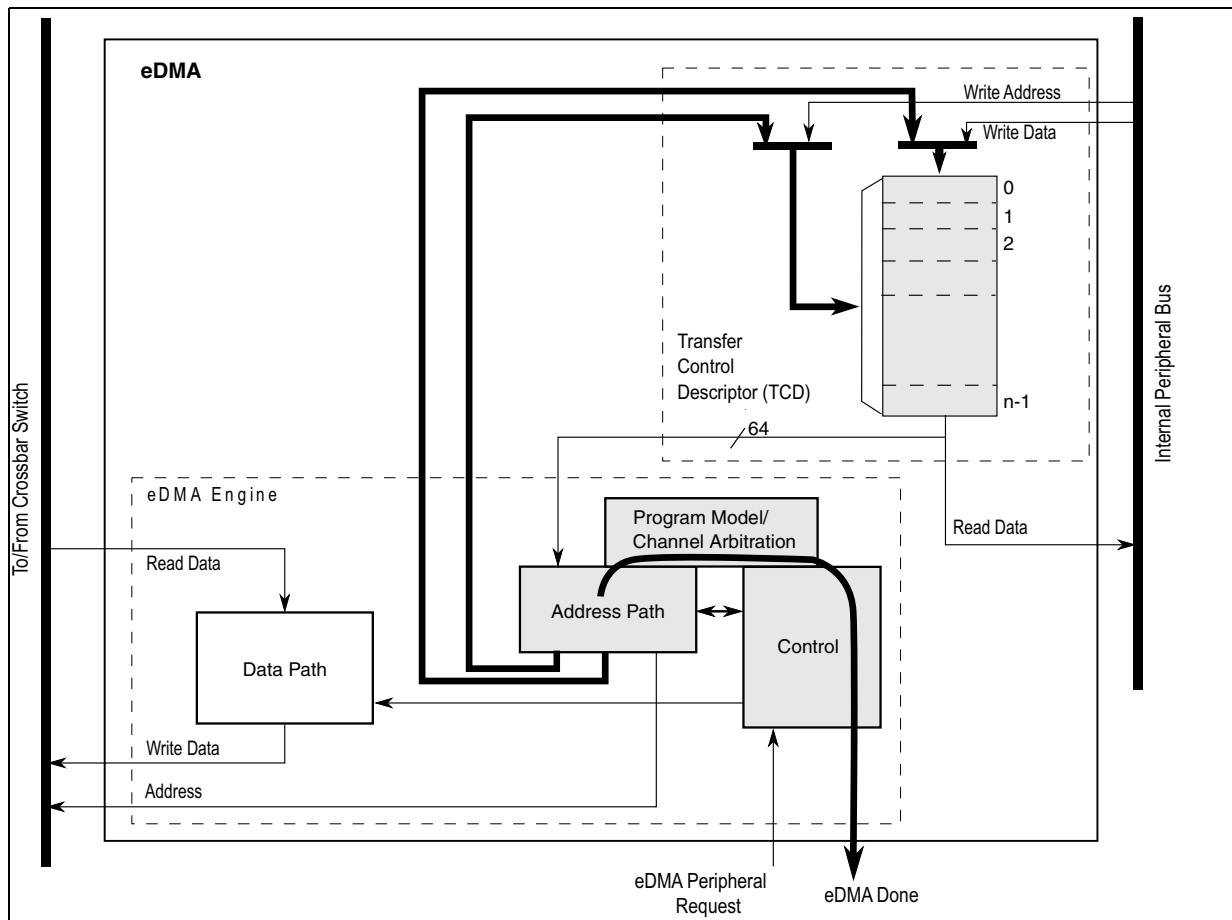 eDMA
Write Address
Write Data
0
1
2
n-1
Transfer
Control
Descriptor (TCD)
64
Internal Peripheral Bus
To/From Crossbar Switch
eDMA Engine
Program Model/
Channel Arbitration
Read Data
Read Data
Address Path
Control
Data Path
Write Data
Address
eDMA Peripheral
Request
eDMA Done